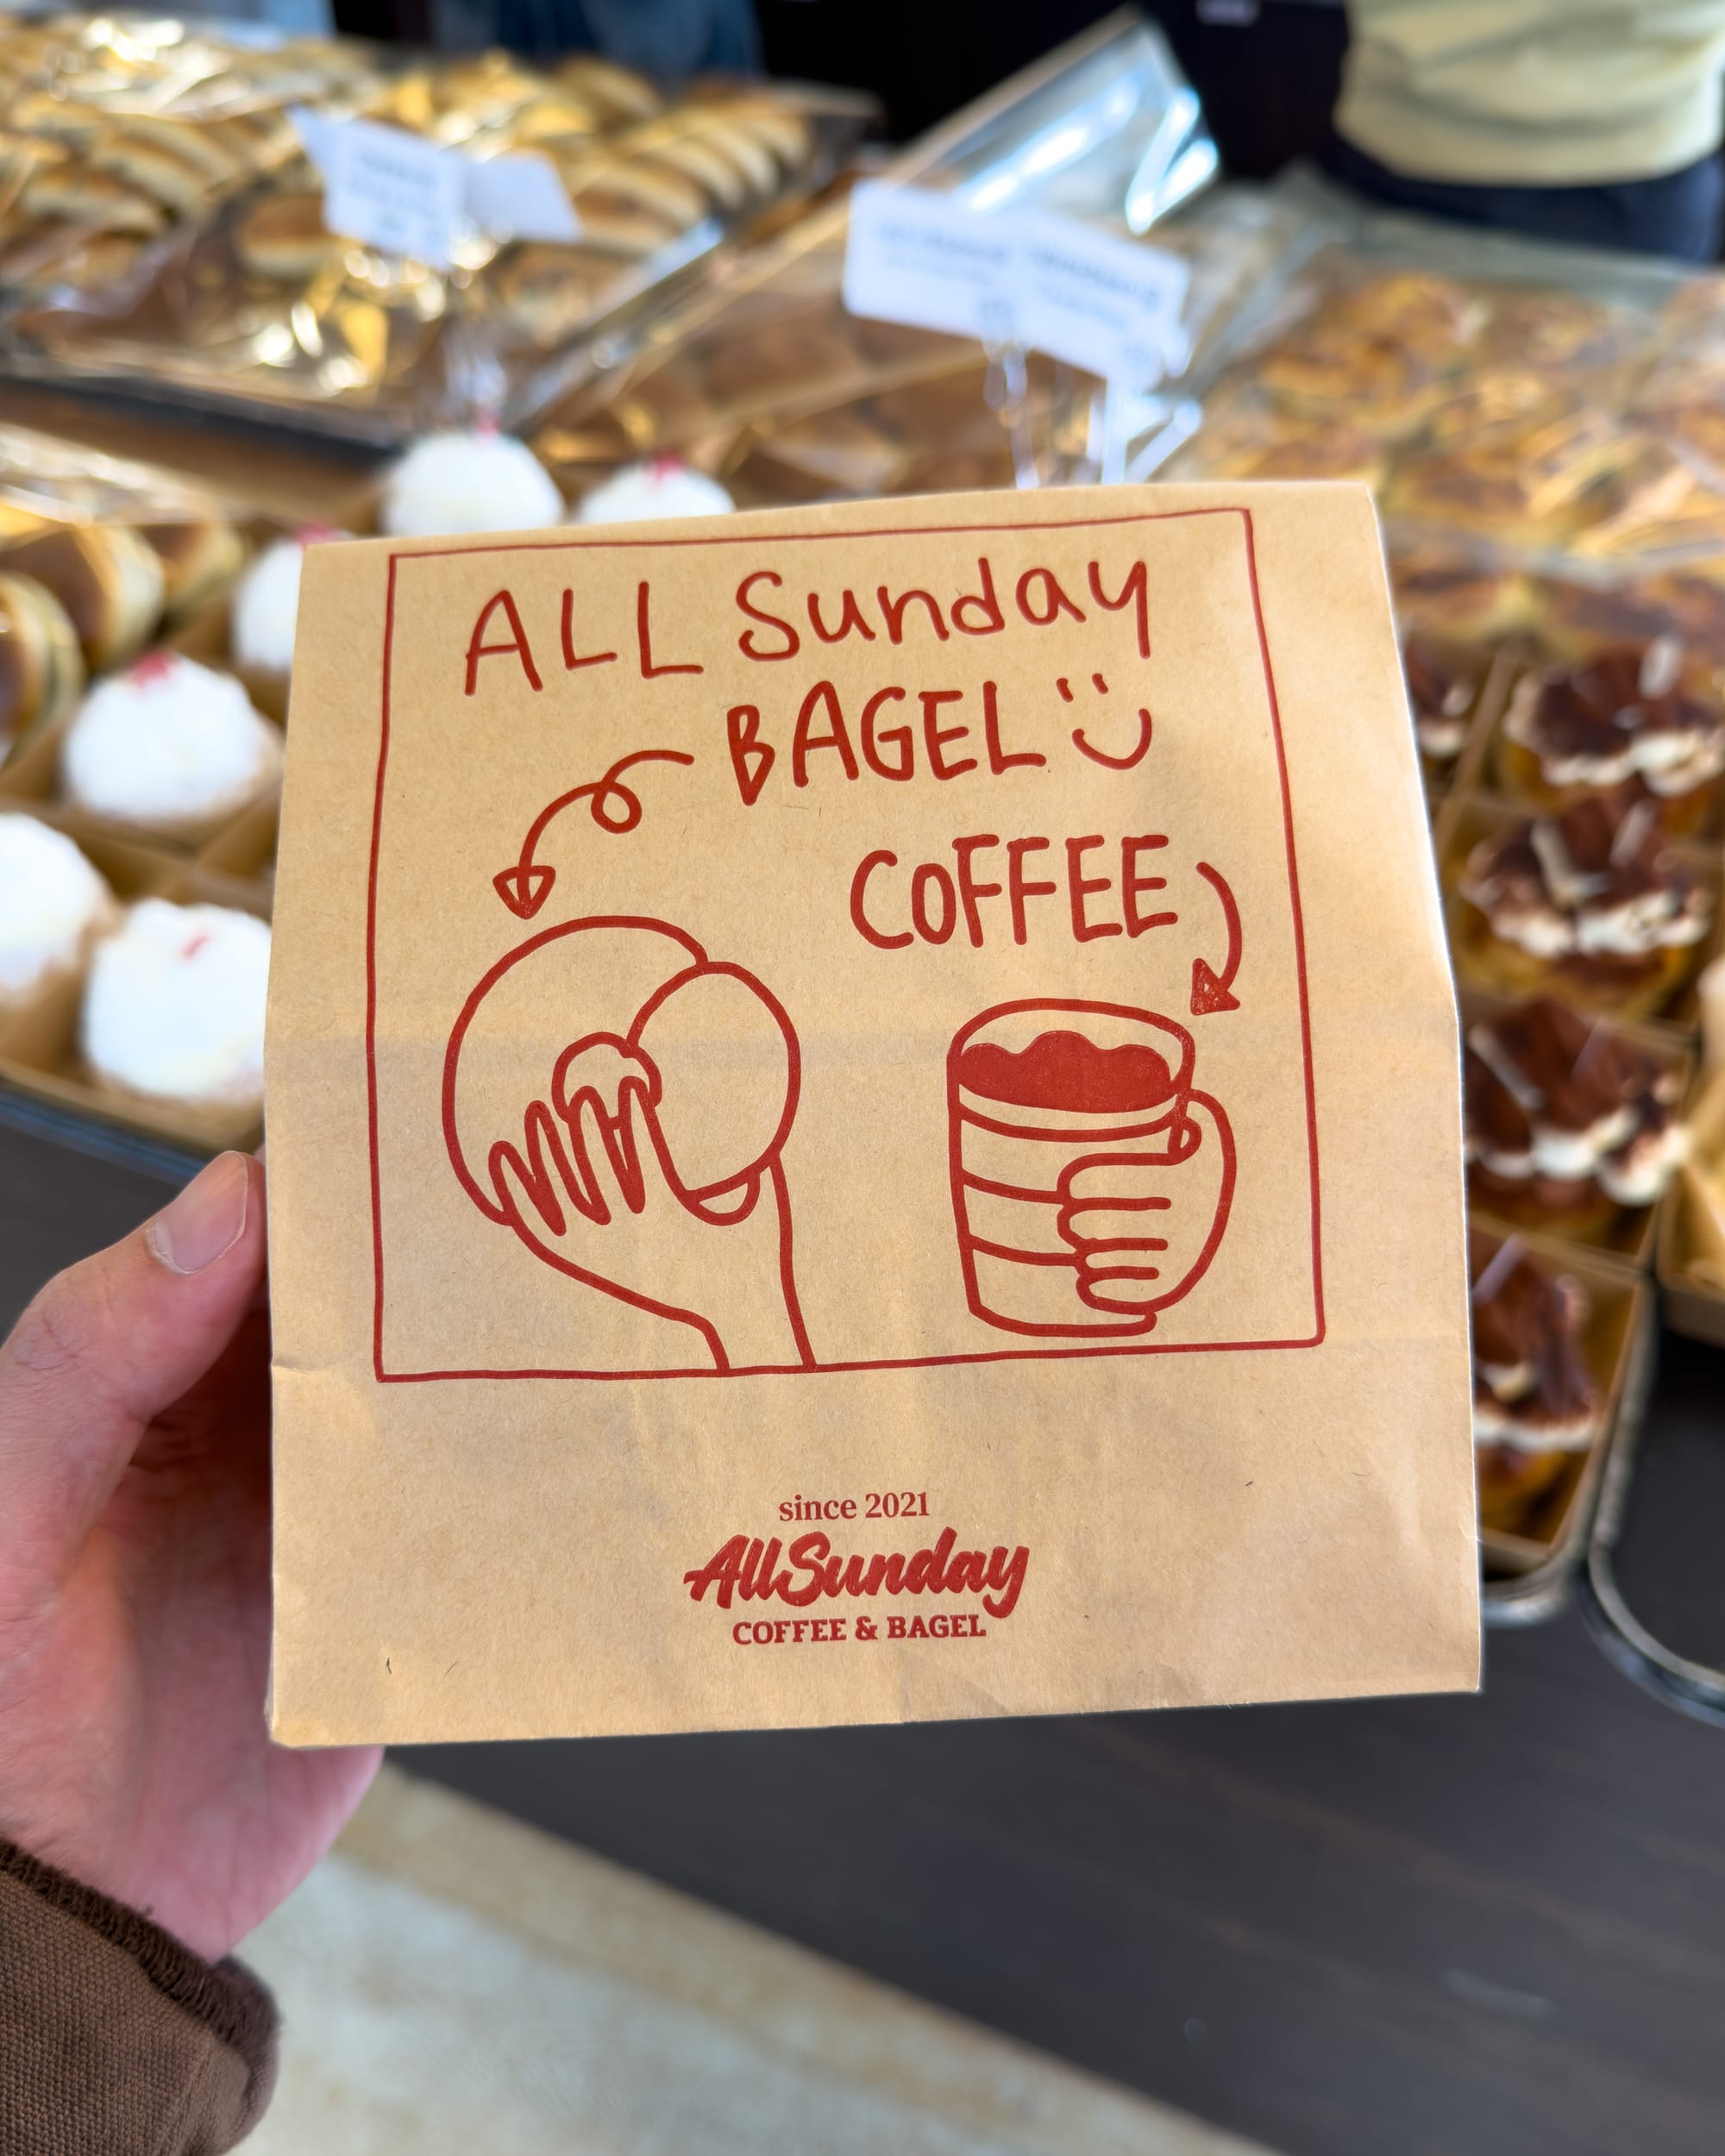 ALL Sunday
BAGEL
COFFEE
since 2021
AllSunday
COFFEE & BAGEL